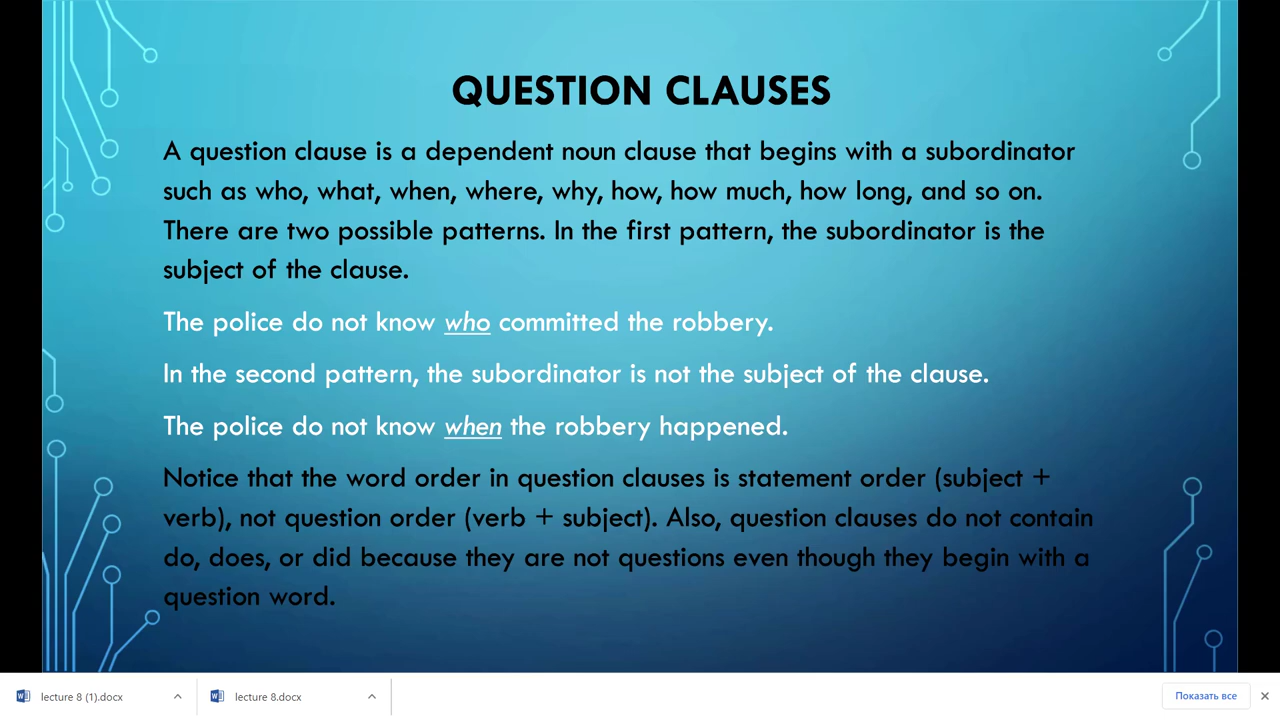 QUESTION CLAUSES
A question clause is a dependent noun clause that begins with a subordinator
such as who, what, when, where, why, how, how much, how long, and so on.
There are two possible patterns. In the first pattern, the subordinator is the
subject of the clause.
The police do not know who committed the robbery.
In the second pattern, the subordinator is not the subject of the clause.
The police do not know when the robbery happened.
Notice that the word order in question clauses is statement order (subject +
verb), not question order (verb + subject). Also, question clauses do not contain
do, does, or did because they are not questions even though they begin with a
question word.
lecture 8 (1).docx
lecture 8.docx
Показать все